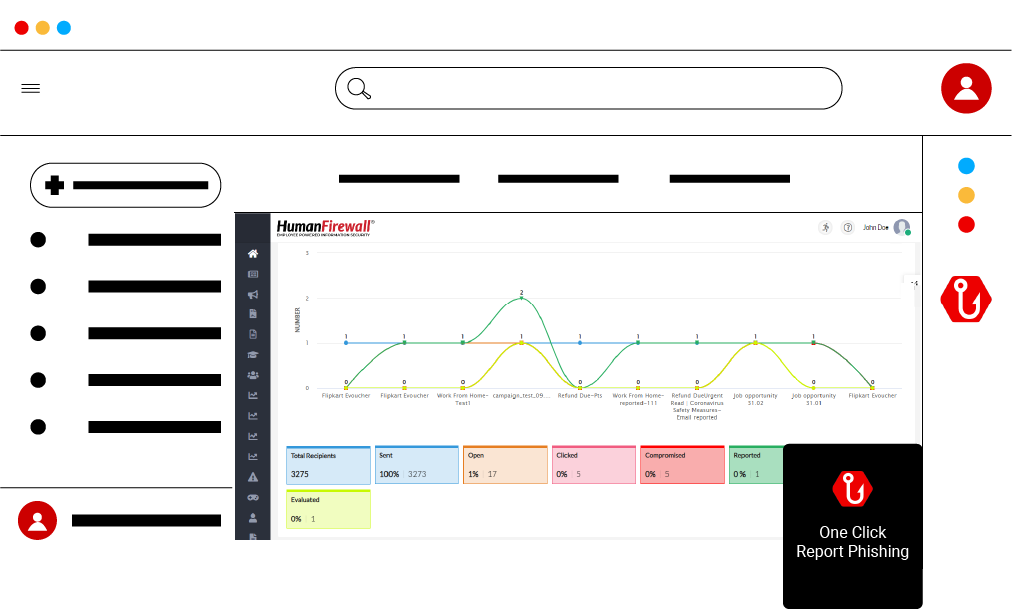 HumanFirewall®
EMPLOYEE POWERED INFORMATION SECURITY
John Doe
3
2
1
0
NUMBER
1 1 1 2 1 1 1 1 1 1
0 0 0 0 0 0 0 0
Flipkart Evoucher
Flipkart Evoucher
Work From Home-
Test1
campaign_test_09....
Refund Due-Pts
Work From Home-
reported-111
Refund DueUrgent
Read : Coronavirus
Safety Measures-
Email reported
Job opportunity
31.02
Job opportunity
31.01
Flipkart Evoucher
Total Recipients
3275
Sent
100% 3273
Open
1% 17
Clicked
0% 5
Compromised
0% 5
Reported
0% 1
Evaluated
0% 1
One Click
Report Phishing